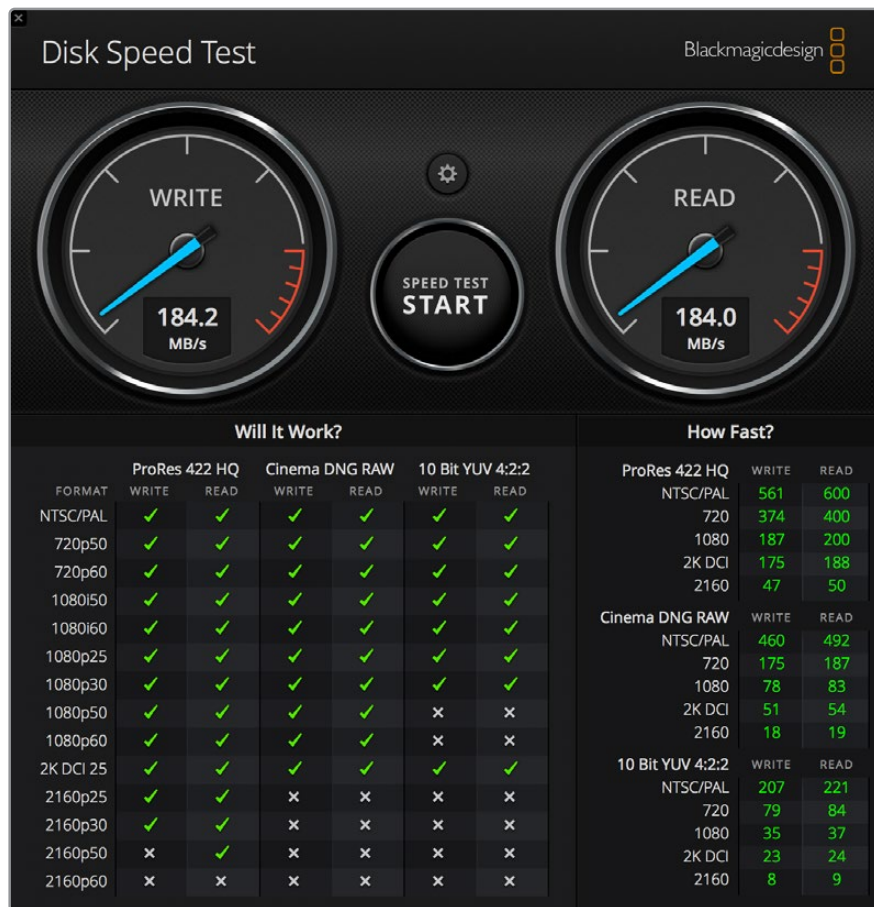 Disk Speed Test
Blackmagicdesign
WRITE
184.2
MB/s
SPEED TEST
START
READ
184.0
MB/s
Will It Work?
ProRes 422 HQ Cinema DNG RAW 10 Bit YUV 4:2:2
FORMAT WRITE READ WRITE READ WRITE READ
NTSC/PAL ✓ ✓ ✓ ✓ ✓ ✓
720p50 ✓ ✓ ✓ ✓ ✓ ✓
720p60 ✓ ✓ ✓ ✓ ✓ ✓
1080i50 ✓ ✓ ✓ ✓ ✓ ✓
1080i60 ✓ ✓ ✓ ✓ ✓ ✓
1080p25 ✓ ✓ ✓ ✓ ✓ ✓
1080p30 ✓ ✓ ✓ ✓ ✓ ✓
1080p50 ✓ ✓ ✓ ✓ × ×
1080p60 ✓ ✓ ✓ ✓ × ×
2K DCI 25 ✓ ✓ ✓ ✓ ✓ ✓
2160p25 ✓ ✓ × × × ×
2160p30 ✓ ✓ × × × ×
2160p50 × ✓ × × × ×
2160p60 × × × × × ×
How Fast?
ProRes 422 HQ WRITE READ
NTSC/PAL 561 600
720 374 400
1080 187 200
2K DCI 175 188
2160 47 50
Cinema DNG RAW WRITE READ
NTSC/PAL 460 492
720 175 187
1080 78 83
2K DCI 51 54
2160 18 19
10 Bit YUV 4:2:2 WRITE READ
NTSC/PAL 207 221
720 79 84
1080 35 37
2K DCI 23 24
2160 8 9